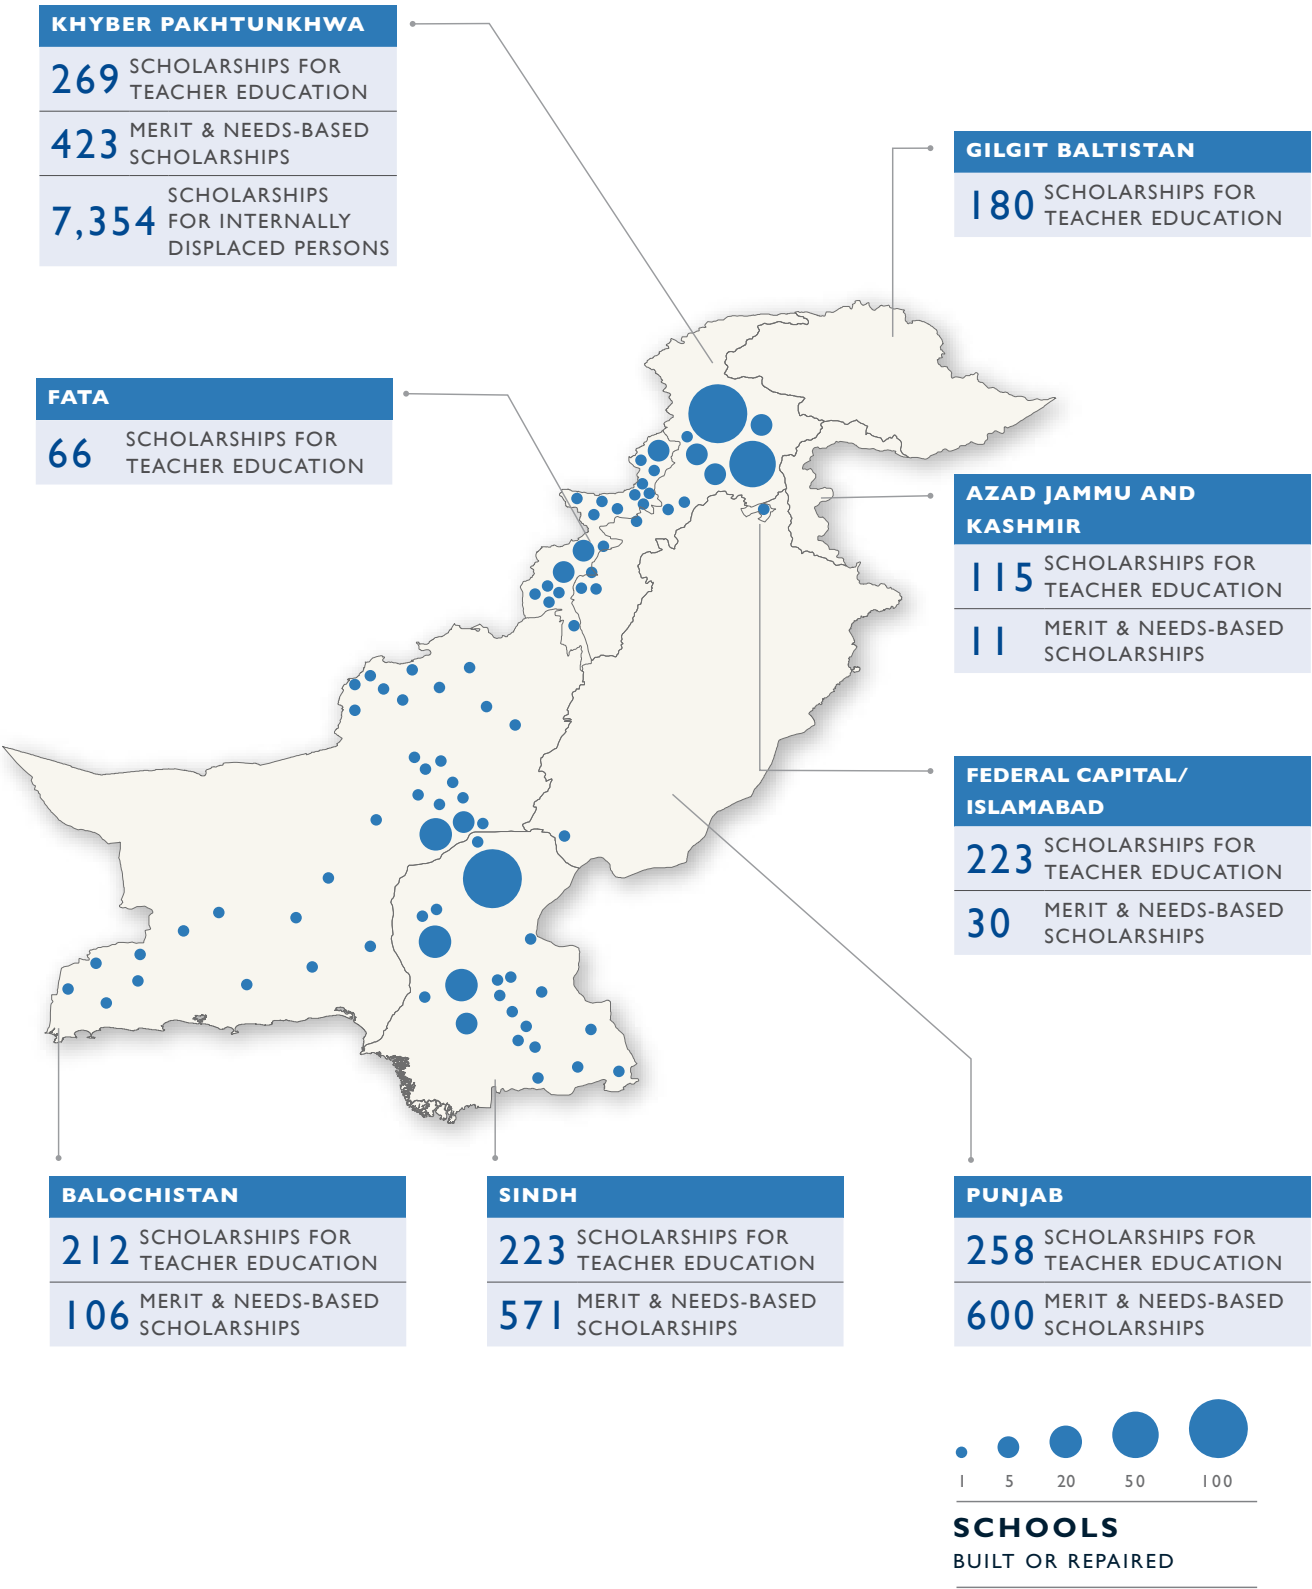 KHYBER PAKHTUNKHWA
269 SCHOLARSHIPS FOR
TEACHER EDUCATION
423 MERIT & NEEDS-BASED
SCHOLARSHIPS
7,354 SCHOLARSHIPS
FOR INTERNALLY
DISPLACED PERSONS
GILGIT BALTISTAN
180 SCHOLARSHIPS FOR
TEACHER EDUCATION
FATA
66 SCHOLARSHIPS FOR
TEACHER EDUCATION
AZAD JAMMU AND
KASHMIR
115 SCHOLARSHIPS FOR
TEACHER EDUCATION
11 MERIT & NEEDS-BASED
SCHOLARSHIPS
FEDERAL CAPITAL/
ISLAMABAD
223 SCHOLARSHIPS FOR
TEACHER EDUCATION
30 MERIT & NEEDS-BASED
SCHOLARSHIPS
BALOCHISTAN
212 SCHOLARSHIPS FOR
TEACHER EDUCATION
106 MERIT & NEEDS-BASED
SCHOLARSHIPS
SINDH
223 SCHOLARSHIPS FOR
TEACHER EDUCATION
571 MERIT & NEEDS-BASED
SCHOLARSHIPS
PUNJAB
258 SCHOLARSHIPS FOR
TEACHER EDUCATION
600 MERIT & NEEDS-BASED
SCHOLARSHIPS
1 5 20 50 100
SCHOOLS
BUILT OR REPAIRED